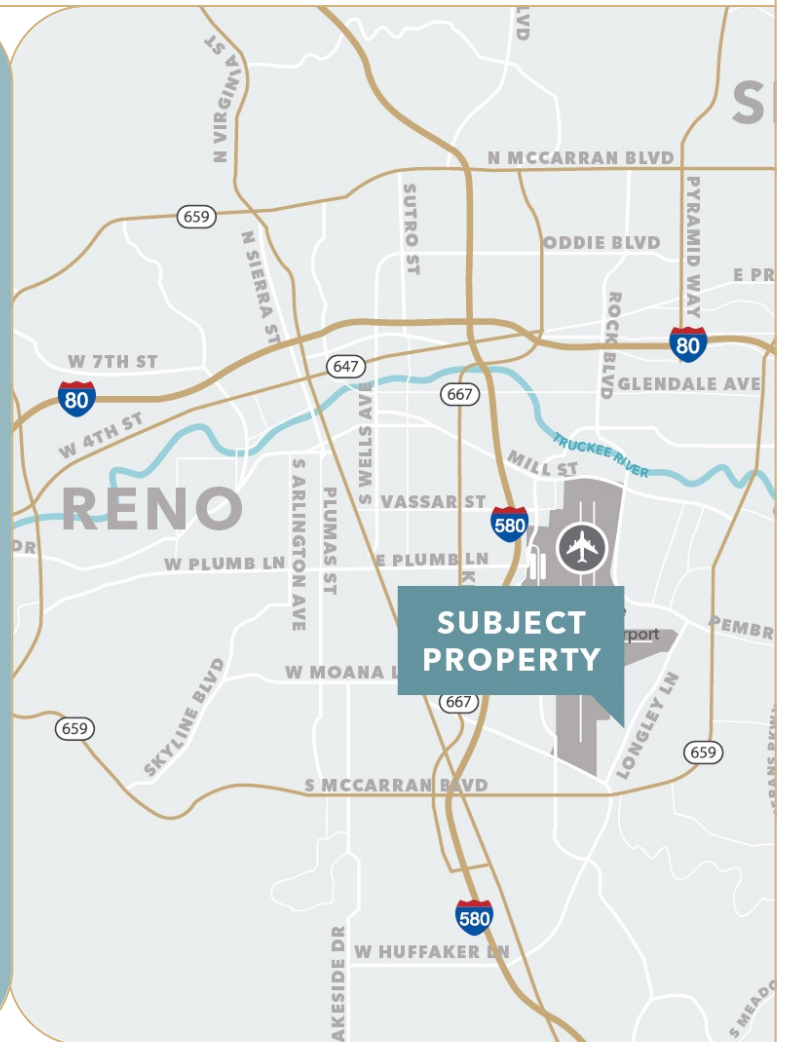 N VIRGINIA ST
N MCCARRAN BLVD
659
SUTRO ST
PYRAMID WAY
N SIERRA ST
ODDIE BLVD
ROCK BLVD
80
W 7TH ST
647
GLENDALE AVE
80
667
W 4TH ST
S WELLS AVE
TRUCKEE RIVER
MILL ST
RENO
S ARLINGTON AVE
PLUMAS ST
VASSAR ST
580
W PLUMB LN
E PLUMB LN
SUBJECT
PROPERTY
W MOANA
SKYLINE BLVD
667
LONGLEY LN
659
659
S MCCARRAN BLVD
580
W HUFFAKER LN